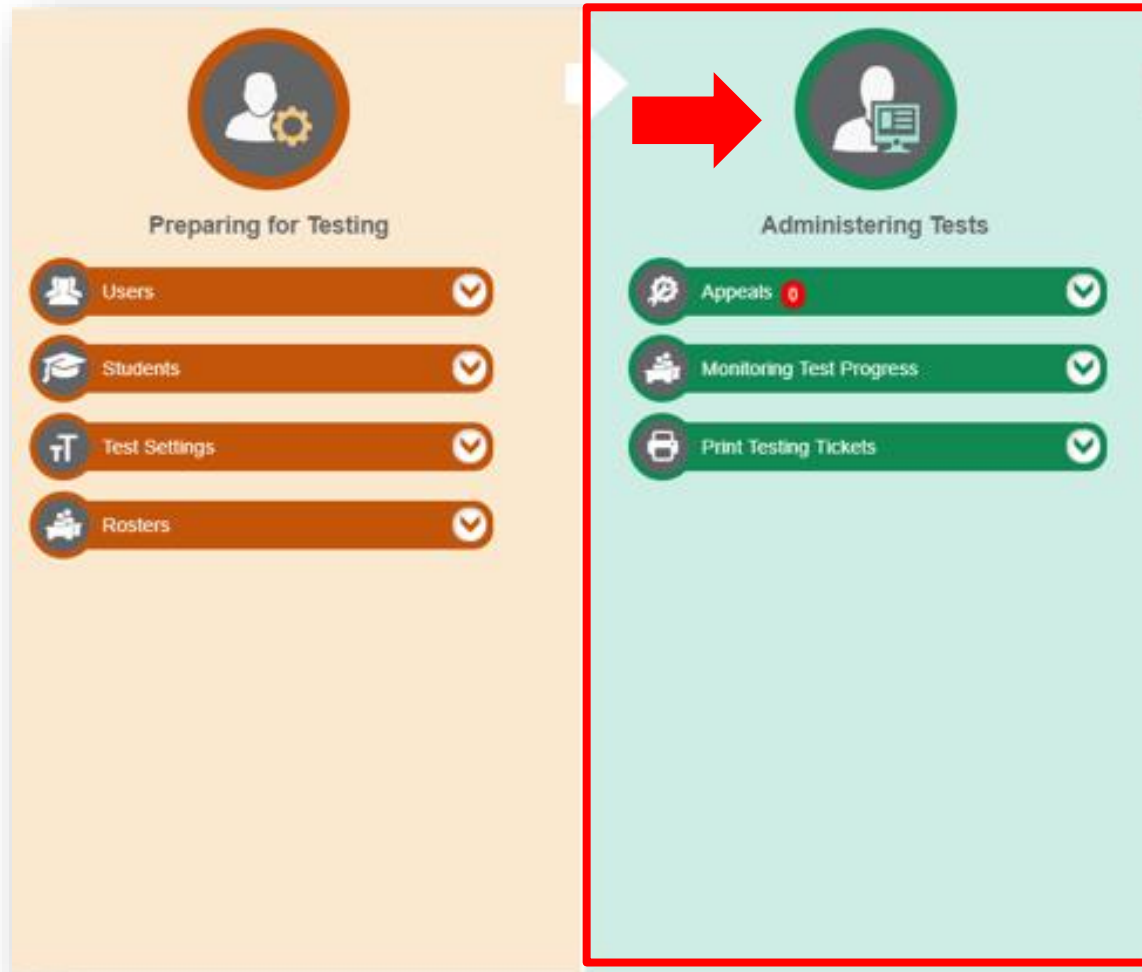 Preparing for Testing
Users
Students
Test Settings
Rosters
Administering Tests
Appeals 0
Monitoring Test Progress
Print Testing Tickets